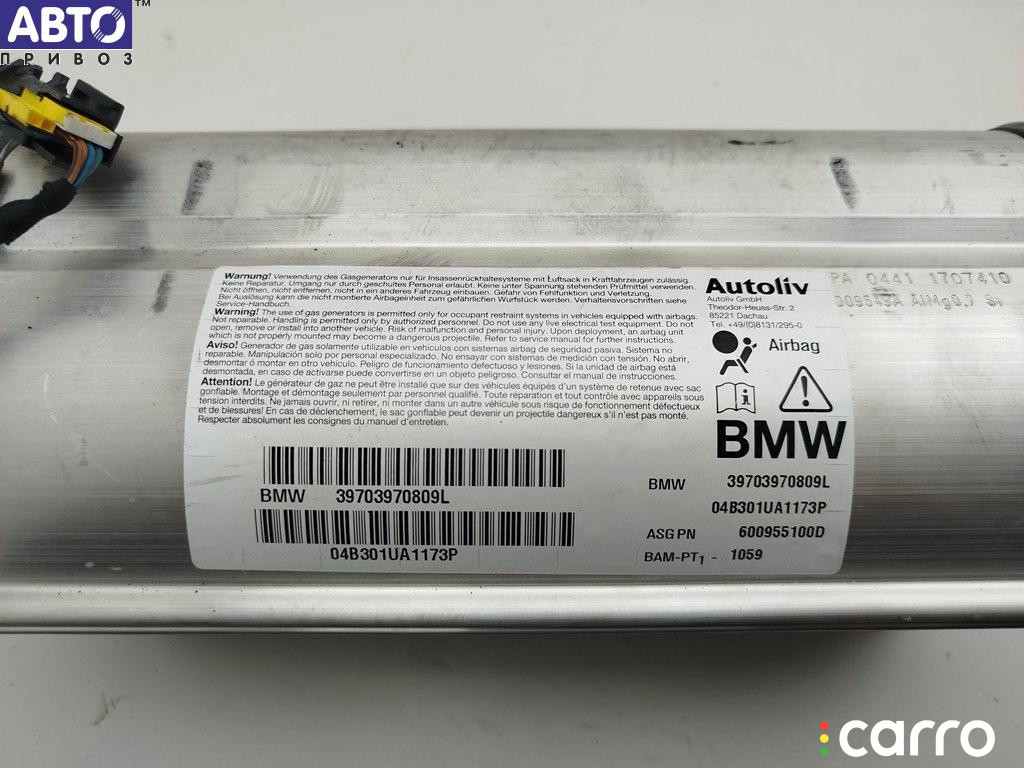 АВТО™
ПРИВОЗ
Warnung! Verwendung des Gasgenerators nur für Insassenrückhaltesysteme mit Luftsack in Kraftfahrzeugen zulässig.
Keine Reparatur. Umgang nur durch geschultes Personal erlaubt. Keine unter Spannung stehenden Prüfmittel verwenden.
Nicht öffnen, nicht entfernen, nicht in ein anderes Fahrzeug einbauen. Gefahr von Fehlfunktion und Verletzung.
Bei Auslösung kann die nicht montierte Airbageinheit zum gefährlichen Wurfstück werden. Verhaltensvorschriften siehe
Service-Handbuch.
Warning! The use of gas generators is permitted only for occupant restraint systems in vehicles equipped with airbags.
Not repairable. Handling is permitted only by authorized personnel. Do not use any live electrical test equipment. Do not
open, remove or install into another vehicle. Risk of malfunction and personal injury. Upon deployment, an airbag unit
which is not properly mounted may become a dangerous projectile. Refer to service manual for further instructions.
Aviso! Generador de gas solamente utilizable en vehículos con sistemas airbag de seguridad pasiva. Sistema no
reparable. Manipulación solo por personal especializado. No ensayar con sistemas de medición con tensión. No abrir,
desmontar ó montar en otro vehículo. Peligro de funcionamiento defectuoso y lesiones. Si la unidad de airbag está
desmontada, en caso de activarse puede convertirse en un objeto peligroso. Consultar el manual de instrucciones.
Attention! Le générateur de gaz ne peut être installé que sur des véhicules équipés d'un système de retenue avec sac
gonflable. Montage et démontage seulement par personnel qualifié. Toute réparation et tout contrôle avec appareils sous
tension interdits. Ne jamais ouvrir, ni retirer, ni monter dans un autre véhicule sous risque de fonctionnement défectueux
et de blessures! En cas de déclenchement, le sac gonflable peut devenir un projectile dangereux s'il n'est pas monté.
Respecter absolument les consignes du manuel d'entretien.
Autoliv
Autoliv GmbH
Theodor-Heuss-Str. 2
85221 Dachau
Tel. +49/(0)8131/295-0
Airbag
BMW
BMW 39703970809L
04B301UA1173P
BMW 39703970809L
04B301UA1173P
ASG PN 600955100D
BAM-PT1 - 1059
0441 1707410
carro